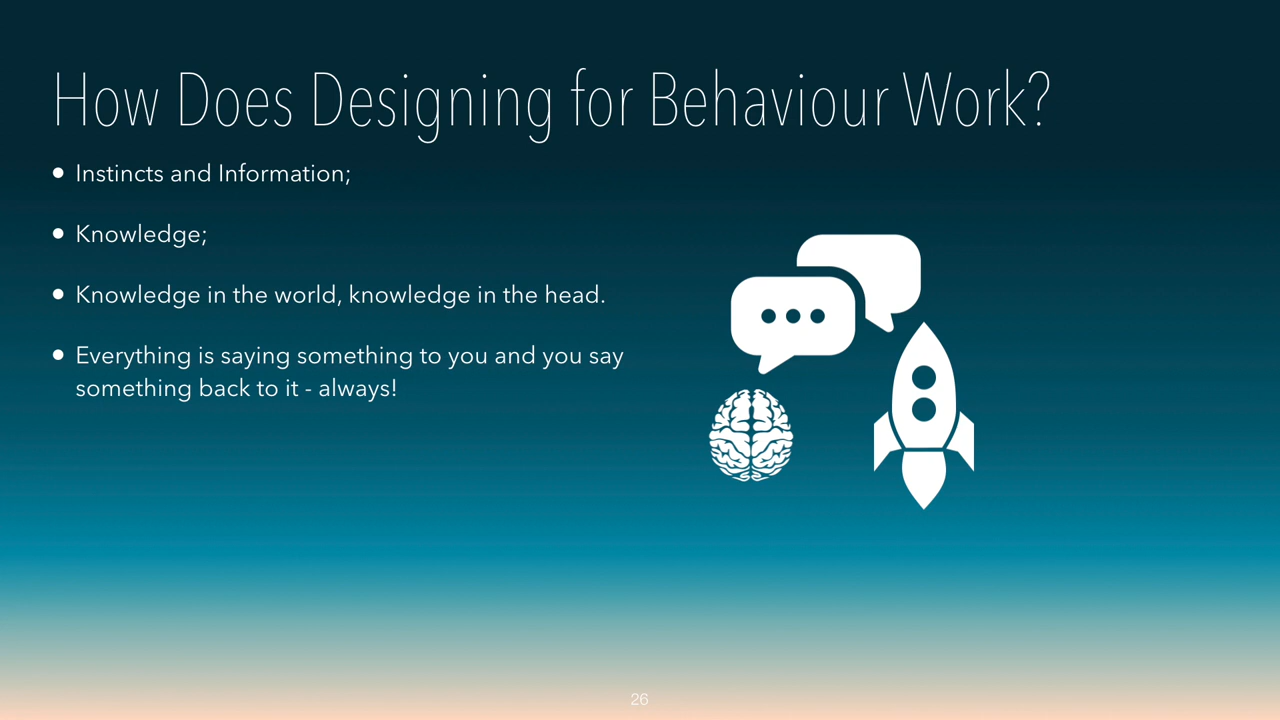 How Does Designing for Behaviour Work?
• Instincts and Information;
• Knowledge;
• Knowledge in the world, knowledge in the head.
• Everything is saying something to you and you say
something back to it - always!
26